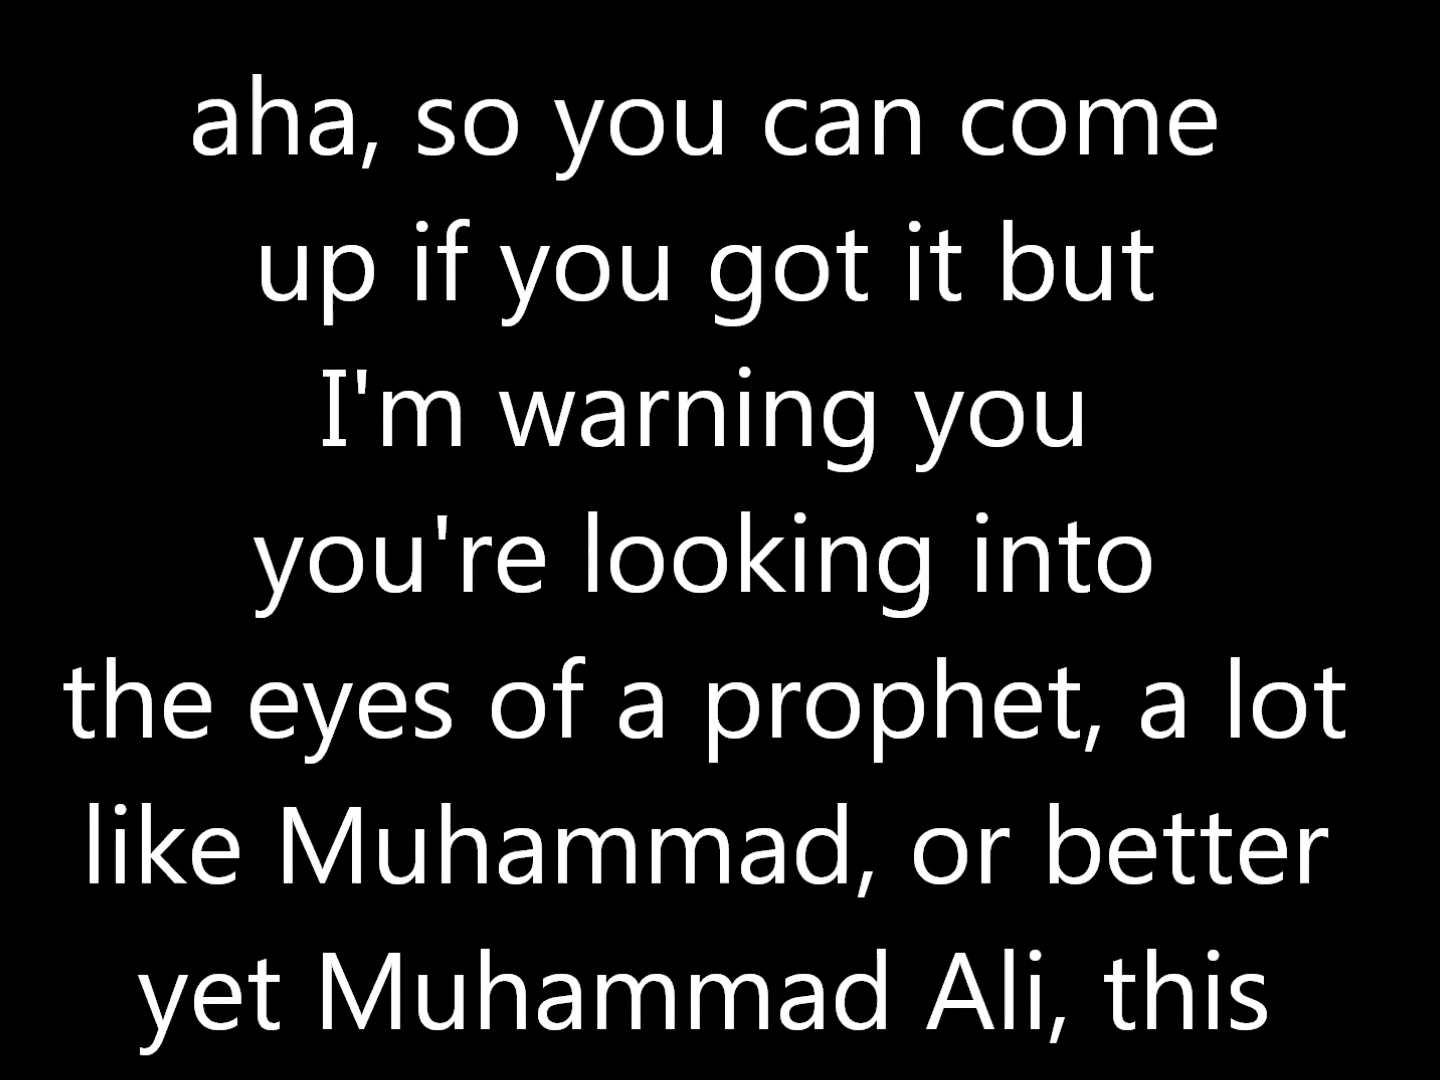 aha, so you can come
up if you got it but
I'm warning you
you're looking into
the eyes of a prophet, a lot
like Muhammad, or better
yet Muhammad Ali, this